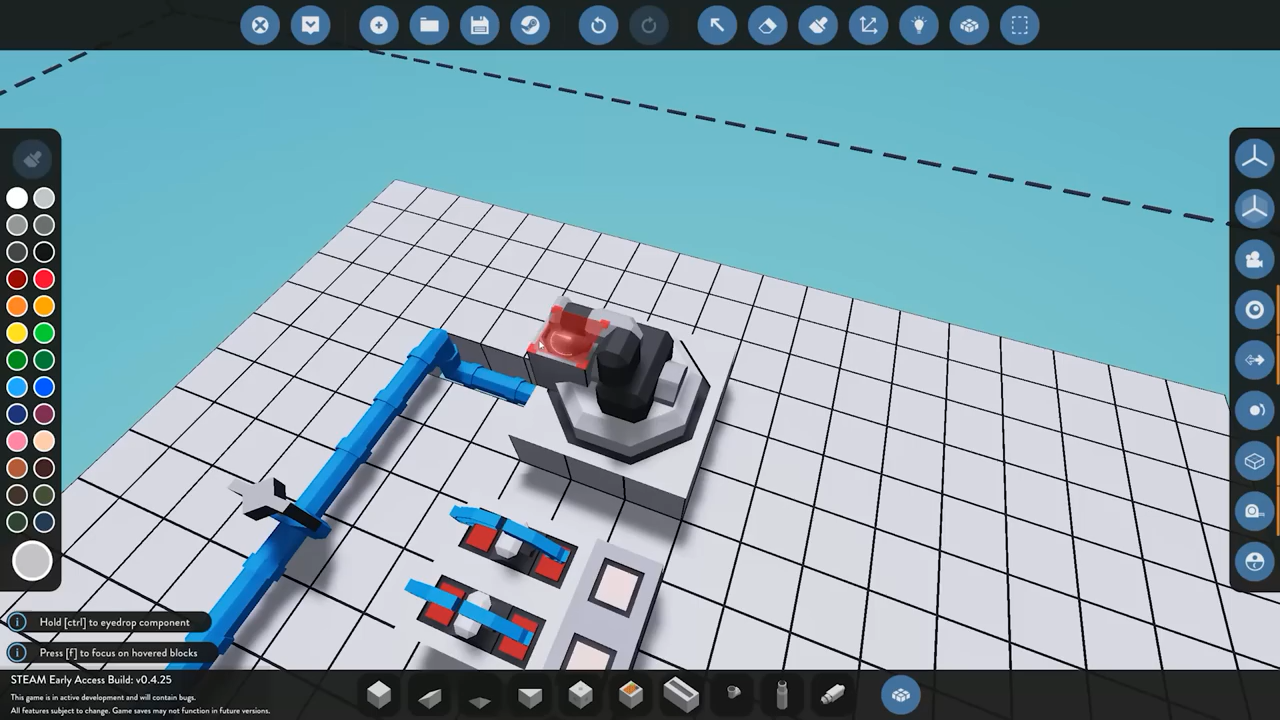 Hold [ctrl] to eyedrop component
Press [f] to focus on hovered blocks
STEAM Early Access Build: v0.4.25
This game is in active development and will contain bugs.
All features subject to change. Game saves may not function in future versions.